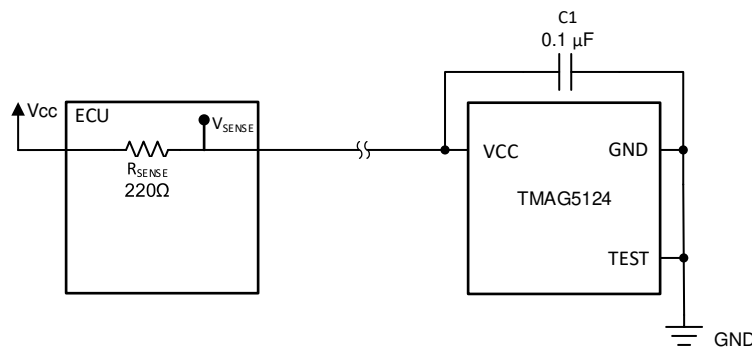 C1
0.1 µF
Vcc
ECU
VSENSE
RSENSE
220Ω
VCC
GND
TMAG5124
TEST
GND